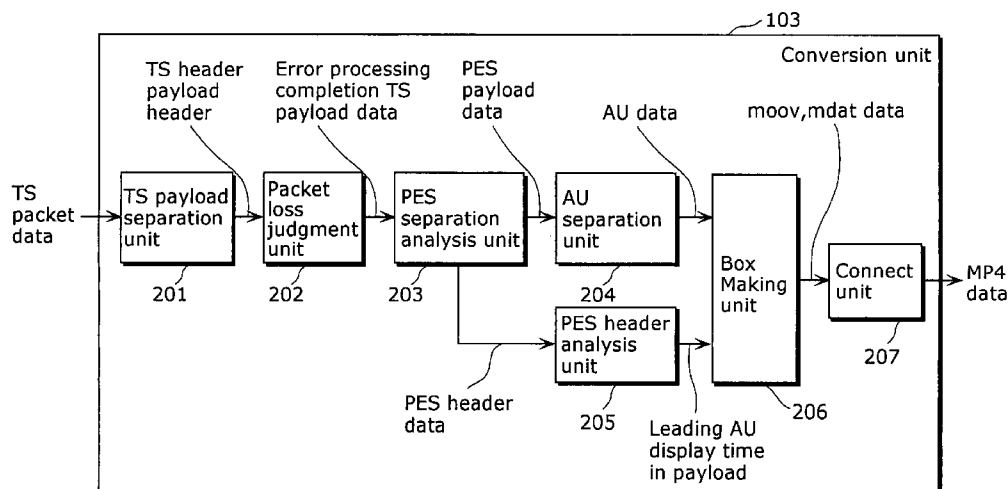 103
Conversion unit
TS header
payload
header
Error processing
completion TS
payload data
PES
payload
data
AU data
moov,mdat data
TS
packet
data
TS payload
separation
unit
Packet
loss
judgment
unit
PES
separation
analysis unit
AU
separation
unit
Box
Making
unit
Connect
unit
MP4
data
201
202
203
204
207
PES header
analysis
unit
PES header
data
205
206
Leading AU
display time
in payload